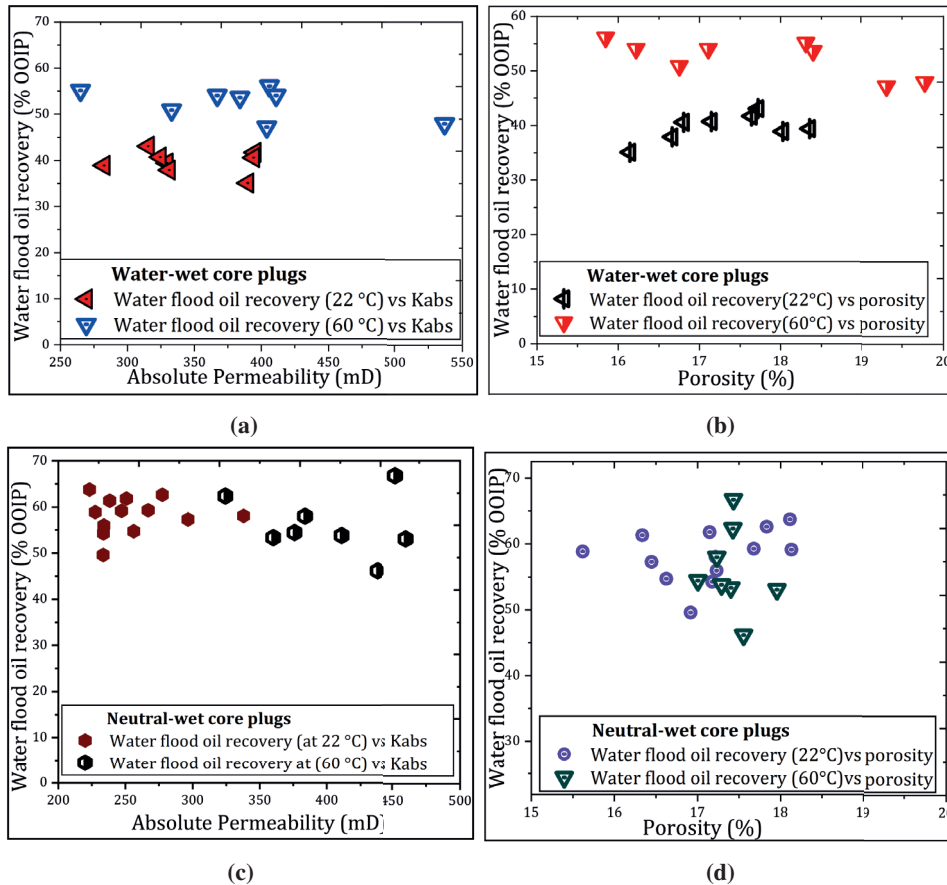 70
60
50
40
30
20
10
0
250 300 350 400 450 500 550
Water flood oil recovery (% OOIP)
Absolute Permeability (mD)
Water-wet core plugs
Water flood oil recovery (22 °C) vs Kabs
Water flood oil recovery (60 °C) vs Kabs
(a)
60
50
40
30
20
10
0
15 16 17 18 19 20
Water flood oil recovery (% OOIP)
Porosity (%)
Water-wet core plugs
Water flood oil recovery(22°C) vs porosity
Water flood oil recovery(60°C) vs porosity
(b)
70
60
50
40
30
20
10
0
200 250 300 350 400 450 500
Water flood oil recovery (% OOIP)
Absolute Permeability (mD)
Neutral-wet core plugs
Water flood oil recovery (at 22 °C) vs Kabs
Water flood oil recovery at (60 °C) vs Kabs
(c)
70
60
50
40
30
15 16 17 18 19 20
Water flood oil recovery (% OOIP)
Porosity (%)
Neutral-wet core plugs
Water flood oil recovery (22°C)vs porosity
Water flood oil recovery (60°C)vs porosity
(d)